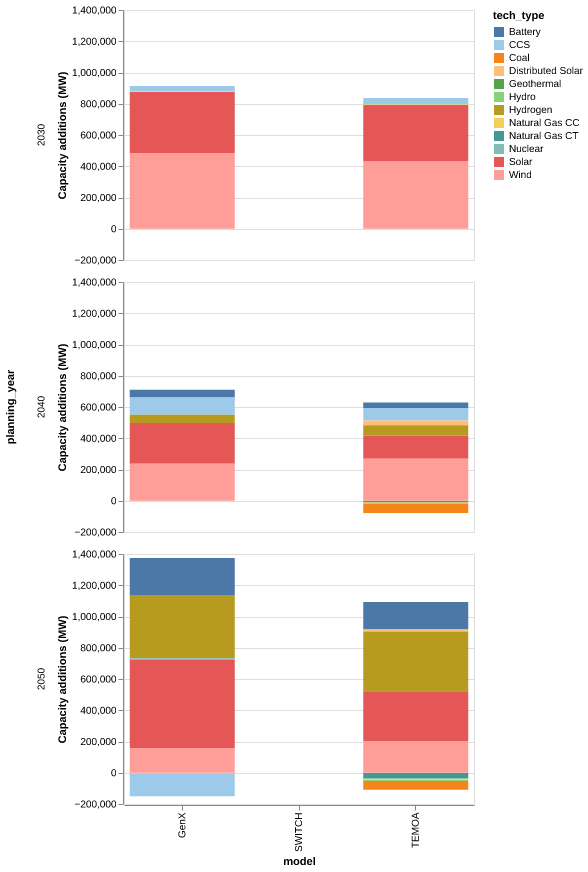 tech_type
Battery
CCS
Coal
Distributed Solar
Geothermal
Hydro
Hydrogen
Natural Gas CC
Natural Gas CT
Nuclear
Solar
Wind
planning_year
2030
Capacity additions (MW)
1,400,000
1,200,000
1,000,000
800,000
600,000
400,000
200,000
0
−200,000
2040
Capacity additions (MW)
1,400,000
1,200,000
1,000,000
800,000
600,000
400,000
200,000
0
−200,000
2050
Capacity additions (MW)
1,400,000
1,200,000
1,000,000
800,000
600,000
400,000
200,000
0
−200,000
GenX
SWITCH
TEMOA
model